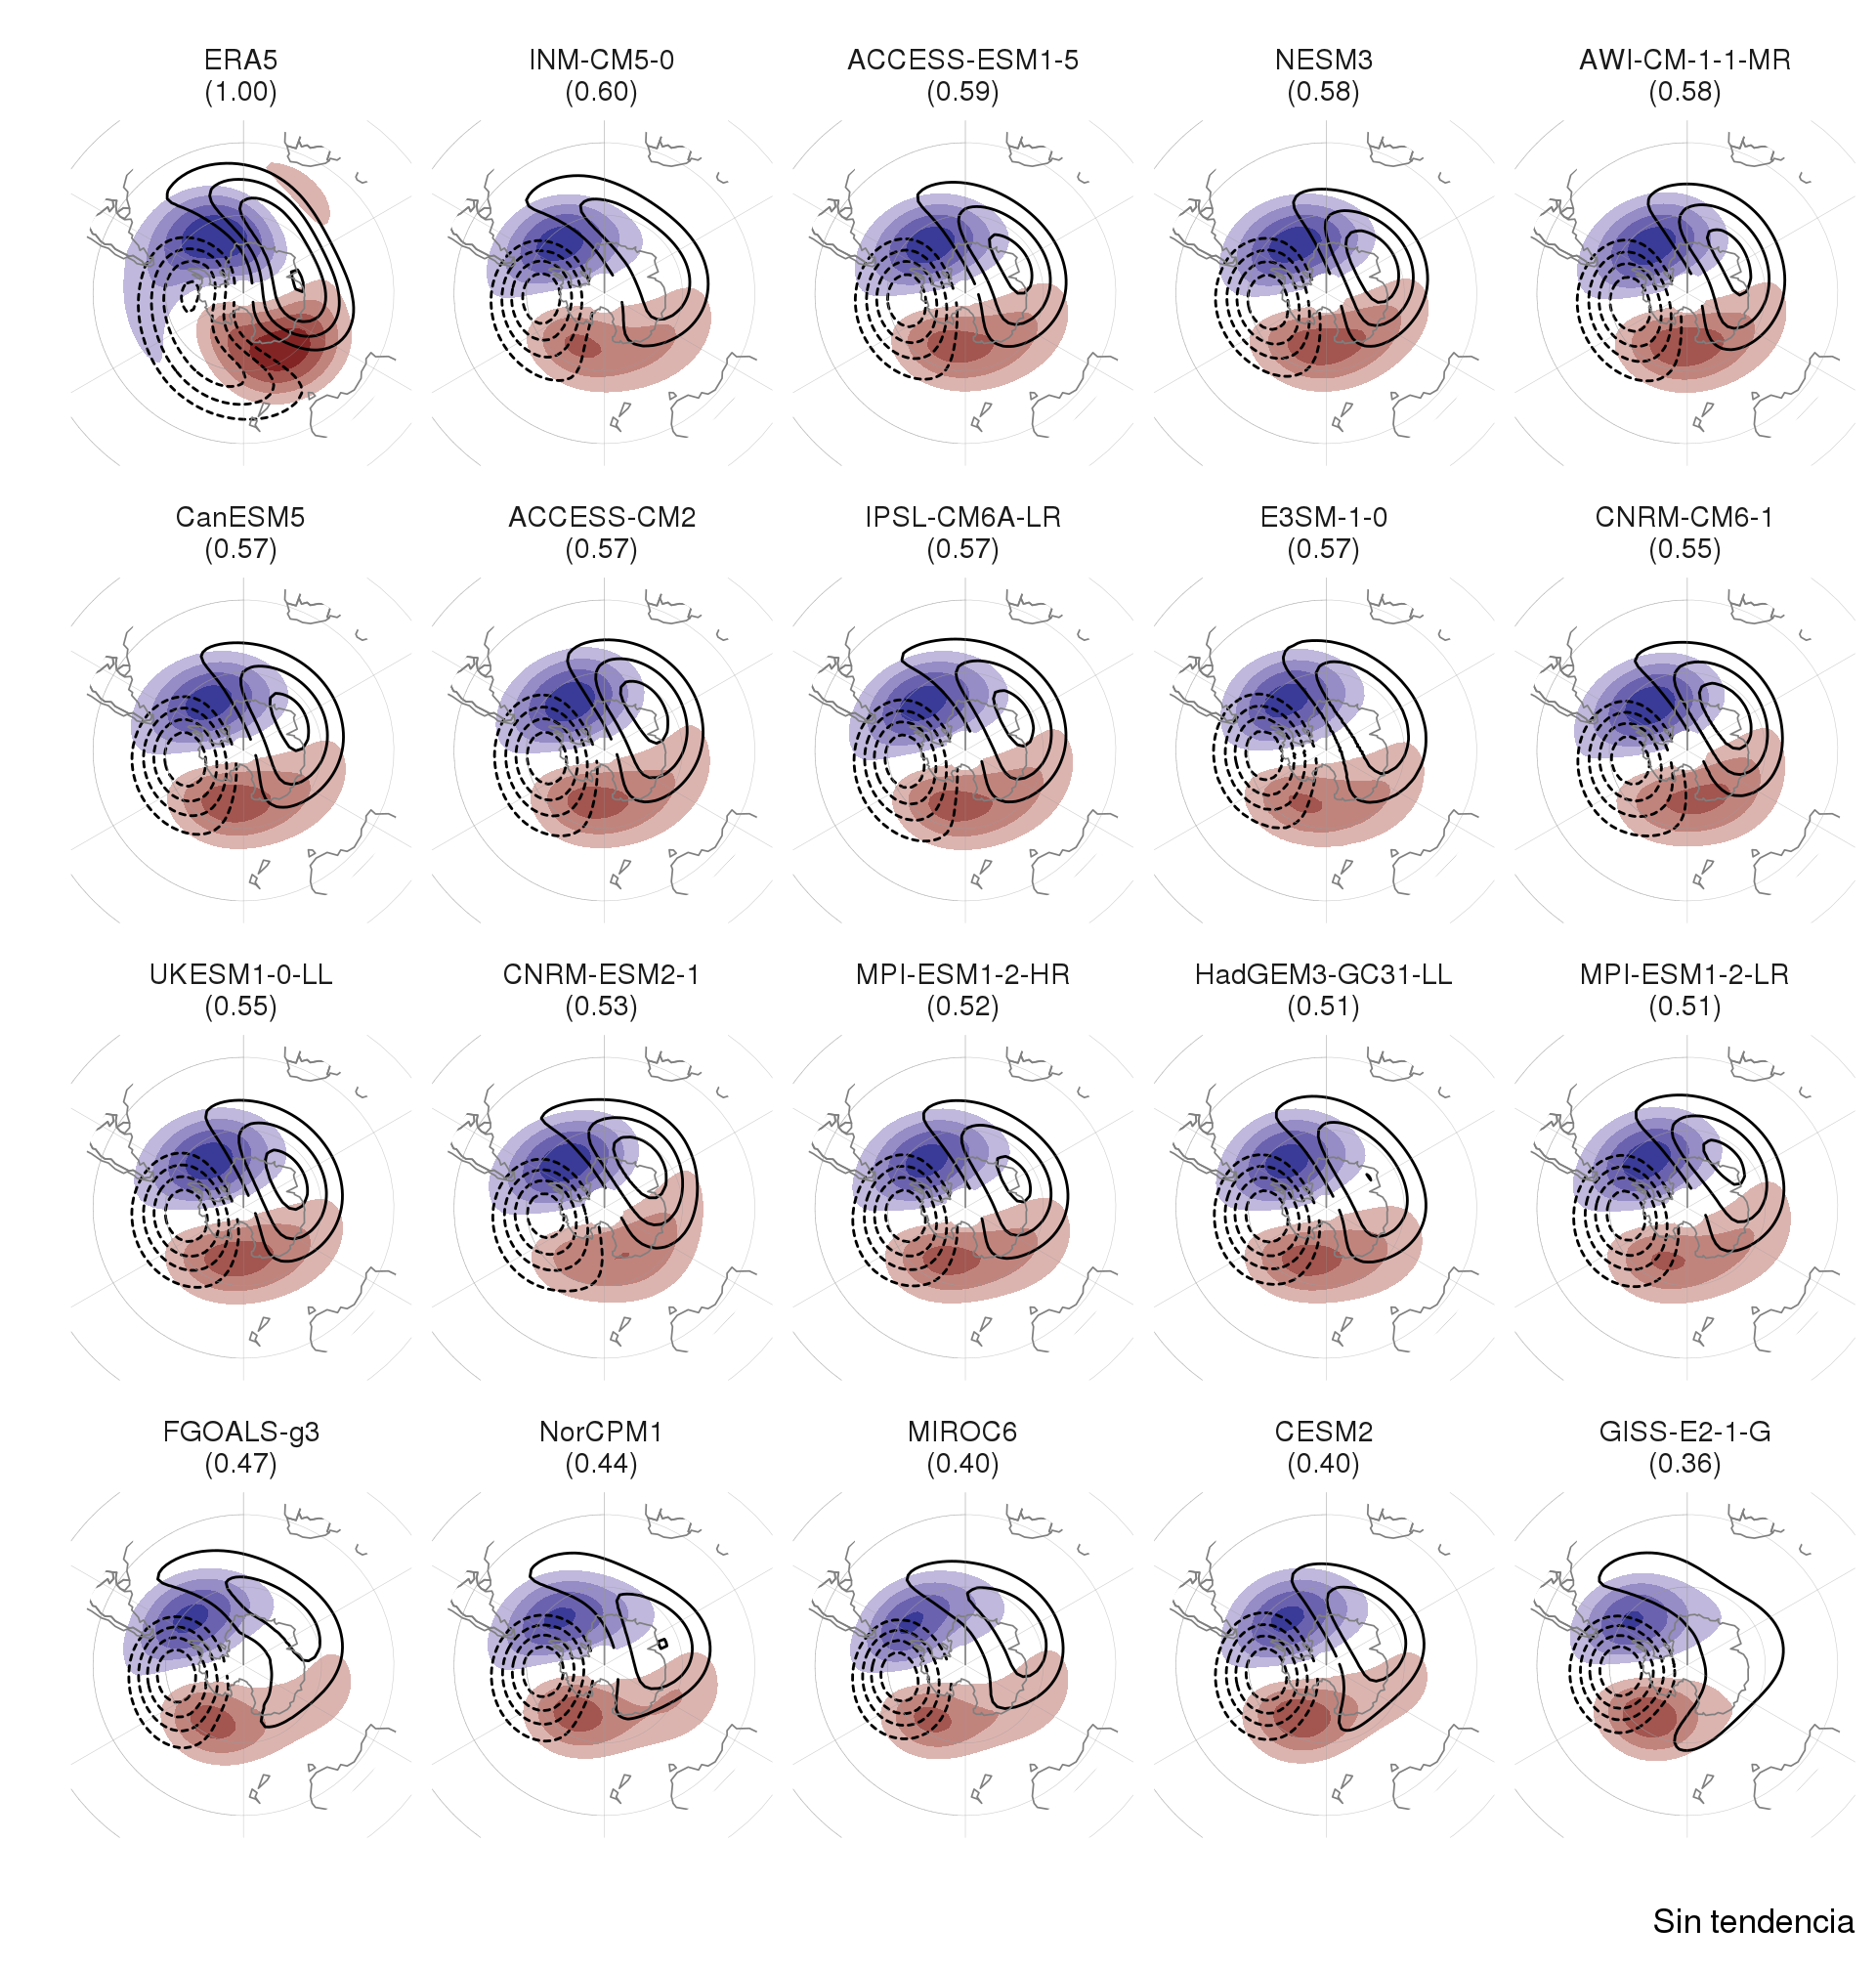 ERA5
(1.00)
INM-CM5-0
(0.60)
ACCESS-ESM1-5
(0.59)
NESM3
(0.58)
AWI-CM-1-1-MR
(0.58)
CanESM5
(0.57)
ACCESS-CM2
(0.57)
IPSL-CM6A-LR
(0.57)
E3SM-1-0
(0.57)
CNRM-CM6-1
(0.55)
UKESM1-0-LL
(0.55)
CNRM-ESM2-1
(0.53)
MPI-ESM1-2-HR
(0.52)
HadGEM3-GC31-LL
(0.51)
MPI-ESM1-2-LR
(0.51)
FGOALS-g3
(0.47)
NorCPM1
(0.44)
MIROC6
(0.40)
CESM2
(0.40)
GISS-E2-1-G
(0.36)
Sin tendencia